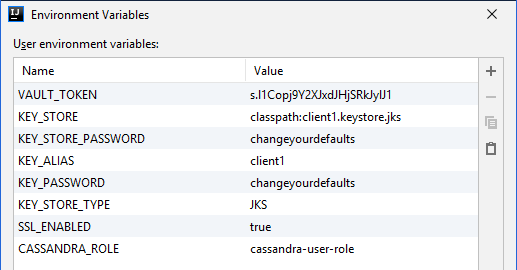 IJ Environment Variables
User environment variables:
Name Value
VAULT_TOKEN s.l1Copj9Y2XJxdJHjSRkJylJ1
KEY_STORE classpath:client1.keystore.jks
KEY_STORE_PASSWORD changeyourdefaults
KEY_ALIAS client1
KEY_PASSWORD changeyourdefaults
KEY_STORE_TYPE JKS
SSL_ENABLED true
CASSANDRA_ROLE cassandra-user-role